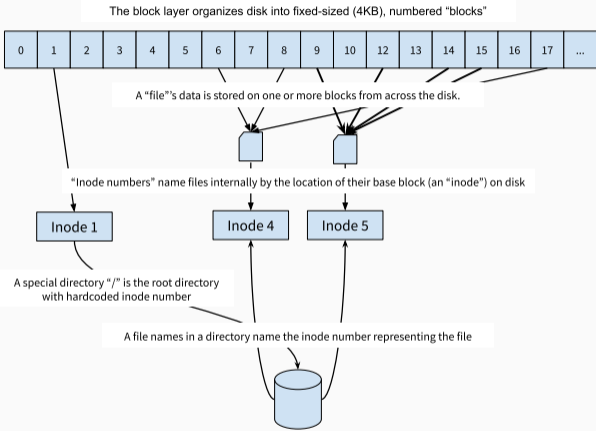 The block layer organizes disk into fixed-sized (4KB), numbered “blocks”
0 1 2 3 4 5 6 7 8 9 10 12 13 14 15 16 17 ...
A “file”’s data is stored on one or more blocks from across the disk.
“Inode numbers” name files internally by the location of their base block (an “inode”) on disk
Inode 1 Inode 4 Inode 5
A special directory “/” is the root directory
with hardcoded inode number
A file names in a directory name the inode number representing the file